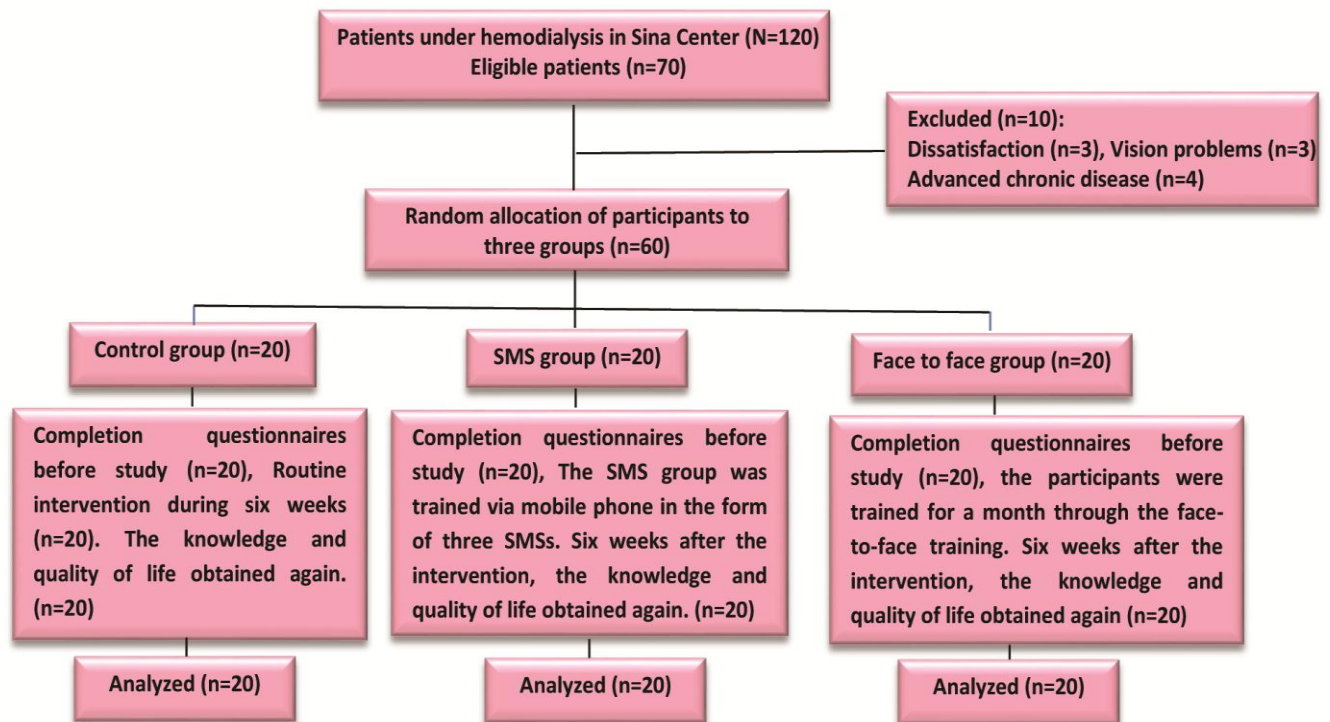 Patients under hemodialysis in Sina Center (N=120)
Eligible patients (n=70)
Excluded (n=10):
Dissatisfaction (n=3), Vision problems (n=3)
Advanced chronic disease (n=4)
Random allocation of participants to
three groups (n=60)
Control group (n=20)
SMS group (n=20)
Face to face group (n=20)
Completion questionnaires
before study (n=20), Routine
intervention during six weeks
(n=20). The knowledge and
quality of life obtained again.
(n=20)
Completion questionnaires before
study (n=20), The SMS group was
trained via mobile phone in the form
of three SMSs. Six weeks after the
intervention, the knowledge and
quality of life obtained again. (n=20)
Completion questionnaires before
study (n=20), the participants were
trained for a month through the face-
to-face training. Six weeks after the
intervention, the knowledge and
quality of life obtained again (n=20)
Analyzed (n=20)
Analyzed (n=20)
Analyzed (n=20)